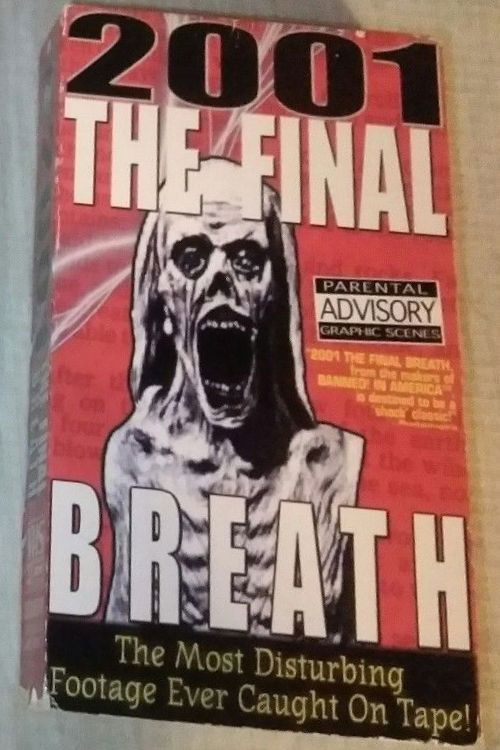 2001
THE FINAL
PARENTAL
ADVISORY
GRAPHIC SCENES
"2001 THE FINAL BREATH,
from the makers of
BANNED! IN AMERICA
is destined to be a
'shock' classic!"
BREATH
The Most Disturbing
Footage Ever Caught On Tape!